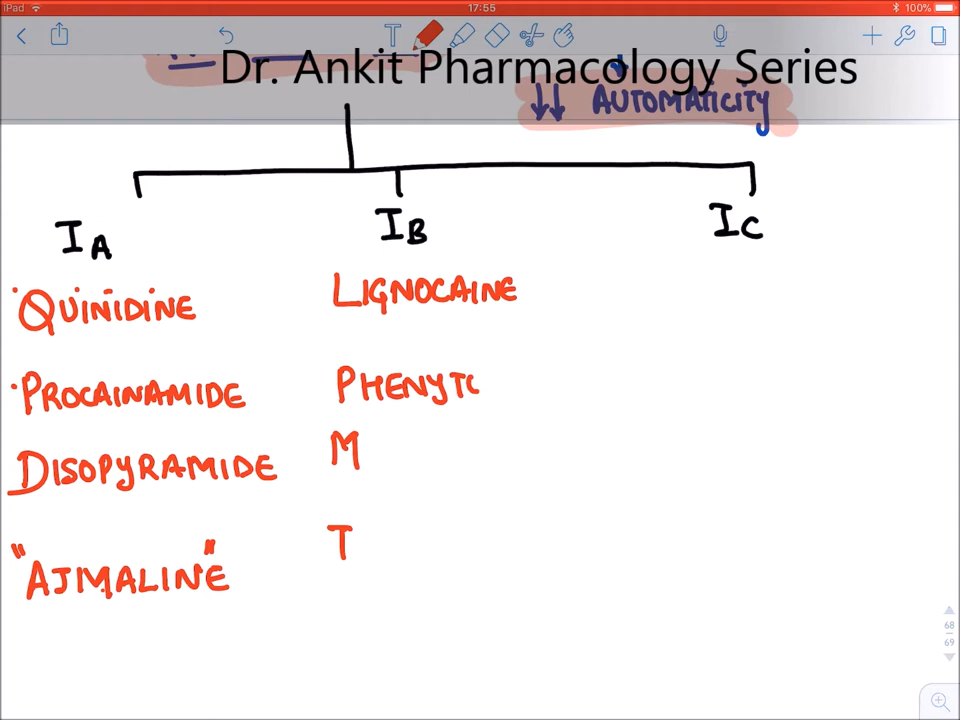 iPad 17:55 100%
T
Dr. Ankit Pharmacology Series
↓↓ AUTOMATICITY
IA IB IC
QUINIDINE LIGNOCAINE
PROCAINAMIDE PHENYTO
DISOPYRAMIDE M
"AJMALINE" T
68
69